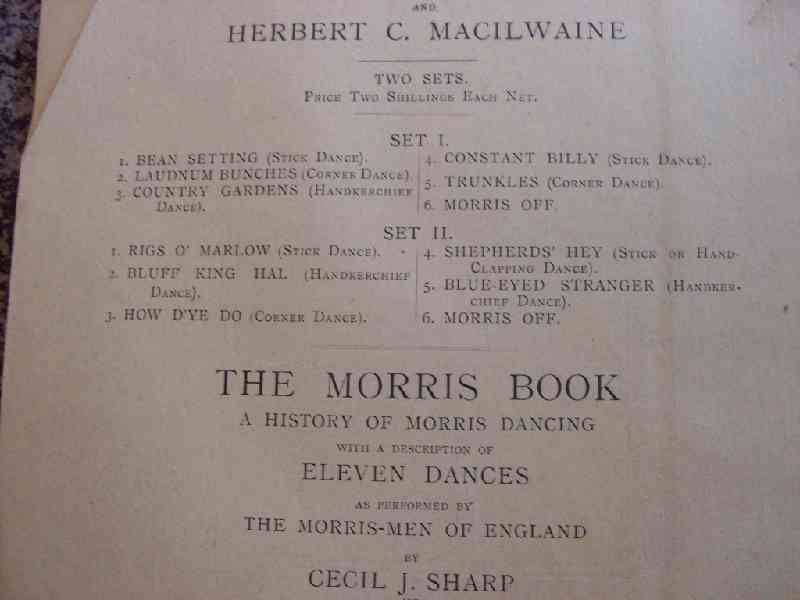 AND
HERBERT C. MACILWAINE
TWO SETS.
PRICE TWO SHILLINGS EACH NET.
SET I.
1. BEAN SETTING (STICK DANCE).
2. LAUDNUM BUNCHES (CORNER DANCE).
3. COUNTRY GARDENS (HANDKERCHIEF
DANCE).
4. CONSTANT BILLY (STICK DANCE).
5. TRUNKLES (CORNER DANCE).
6. MORRIS OFF.
SET II.
1. RIGS O' MARLOW (STICK DANCE).
2. BLUFF KING HAL (HANDKERCHIEF
DANCE).
3. HOW D'YE DO (CORNER DANCE).
4. SHEPHERDS' HEY (STICK OR HAND-
CLAPPING DANCE).
5. BLUE-EYED STRANGER (HANDKER-
CHIEF DANCE).
6. MORRIS OFF.
THE MORRIS BOOK
A HISTORY OF MORRIS DANCING
WITH A DESCRIPTION OF
ELEVEN DANCES
AS PERFORMED BY
THE MORRIS-MEN OF ENGLAND
BY
CECIL J. SHARP